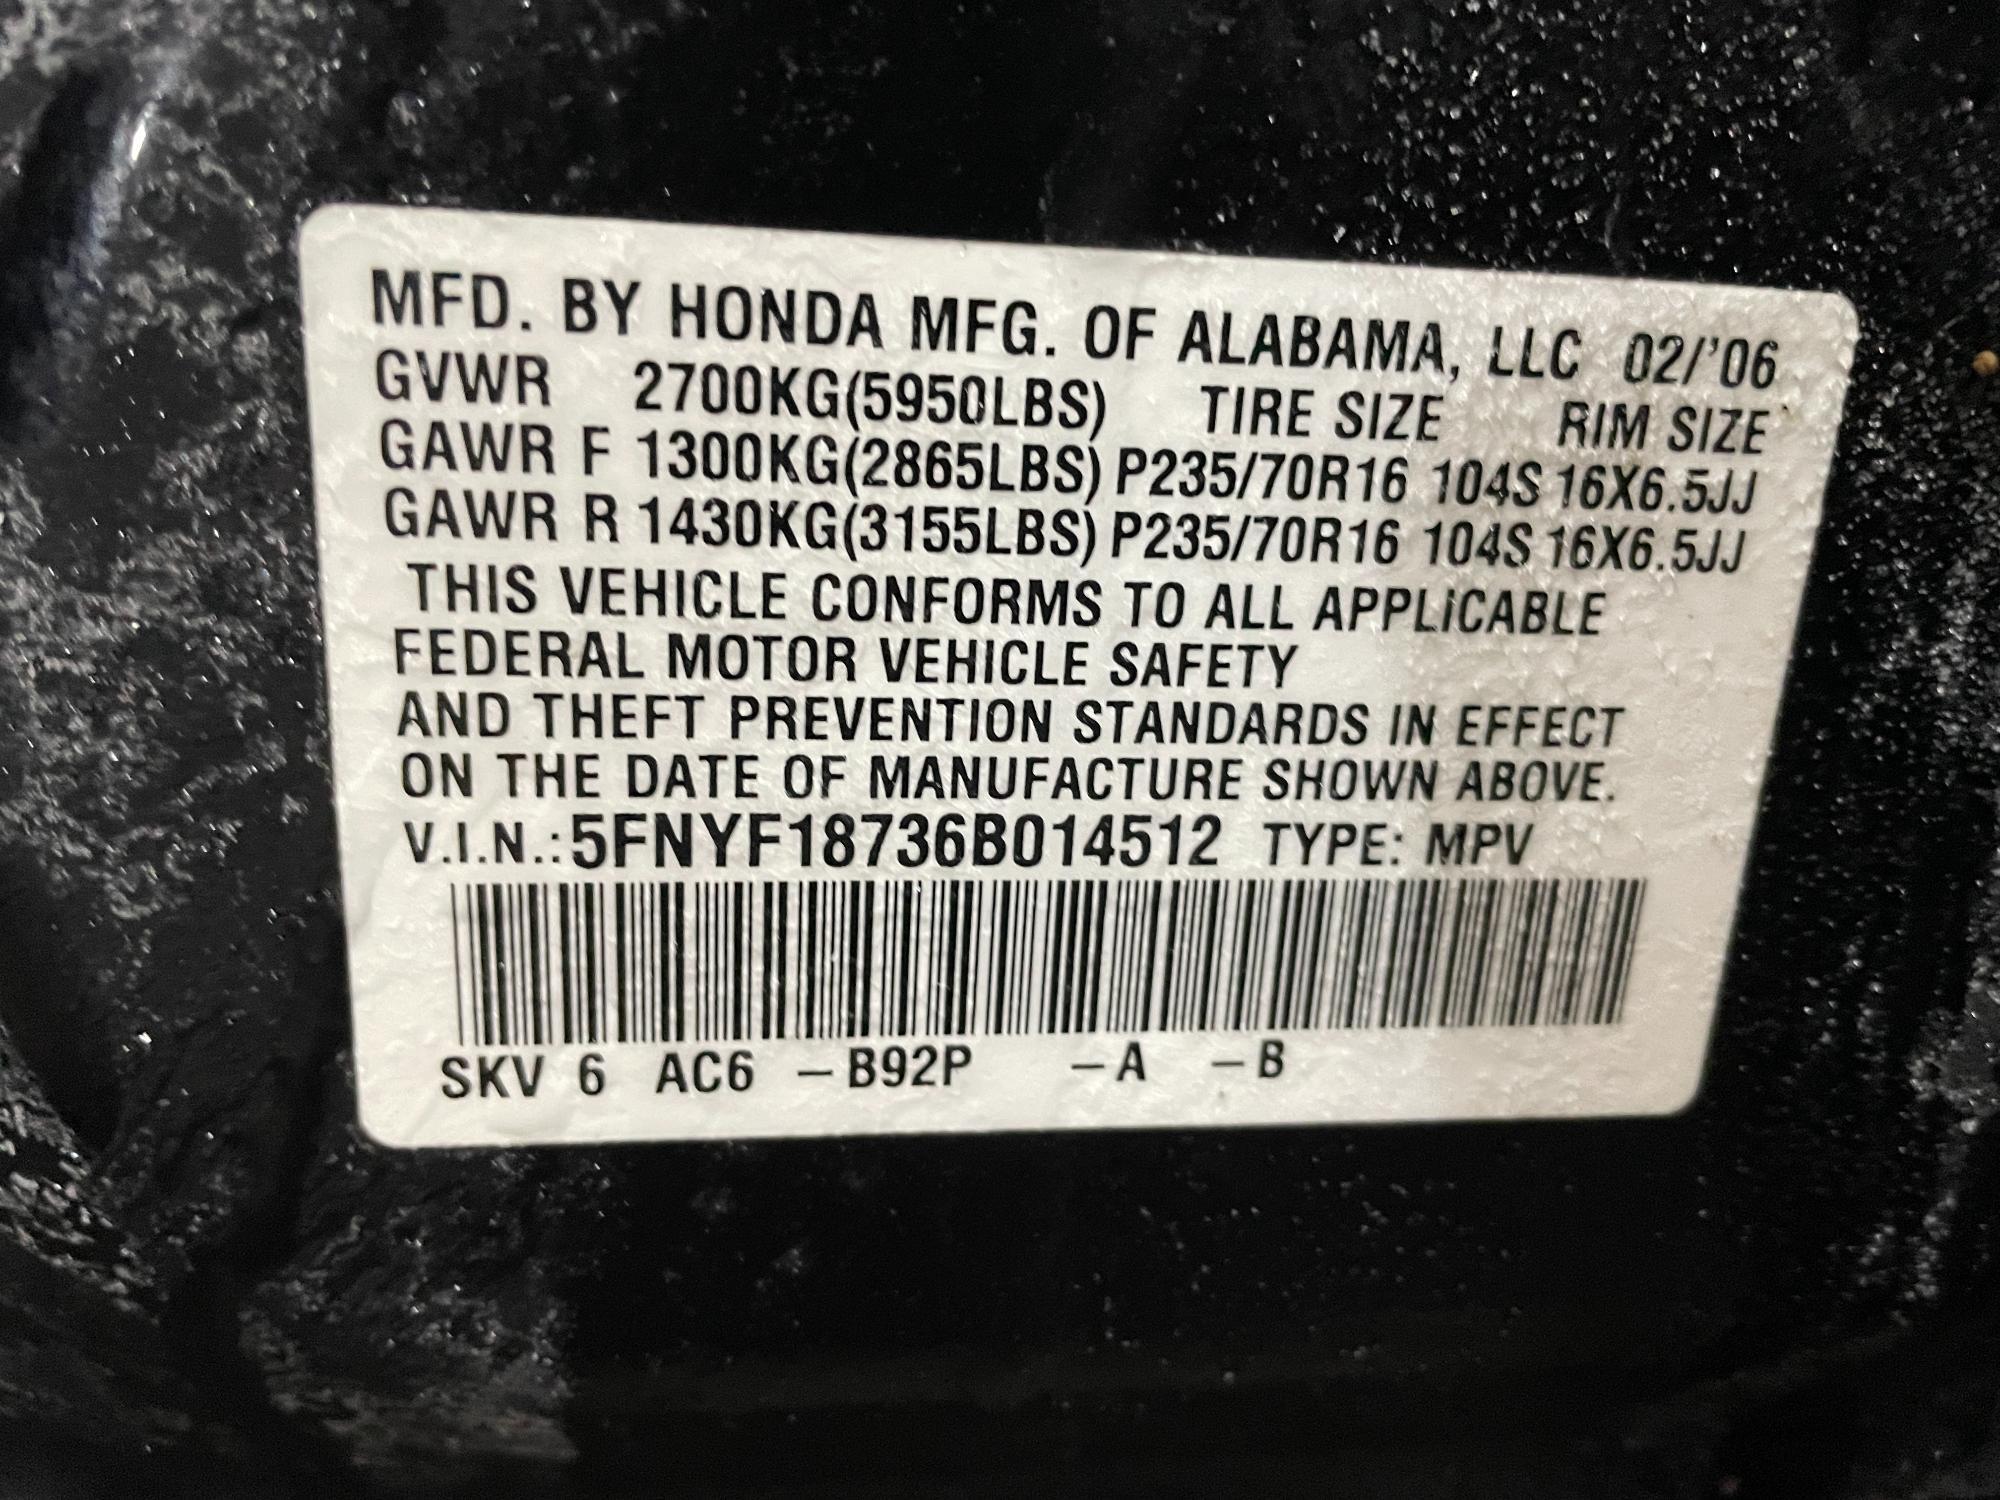 MFD. BY HONDA MFG. OF ALABAMA, LLC 02/'06
GVWR 2700KG(5950LBS) TIRE SIZE RIM SIZE
GAWR F 1300KG(2865LBS) P235/70R16 104S 16X6.5JJ
GAWR R 1430KG(3155LBS) P235/70R16 104S 16X6.5JJ
THIS VEHICLE CONFORMS TO ALL APPLICABLE
FEDERAL MOTOR VEHICLE SAFETY
AND THEFT PREVENTION STANDARDS IN EFFECT
ON THE DATE OF MANUFACTURE SHOWN ABOVE.
V.I.N.:5FNYF18736B014512 TYPE: MPV
SKV 6 AC6 –B92P –A –B